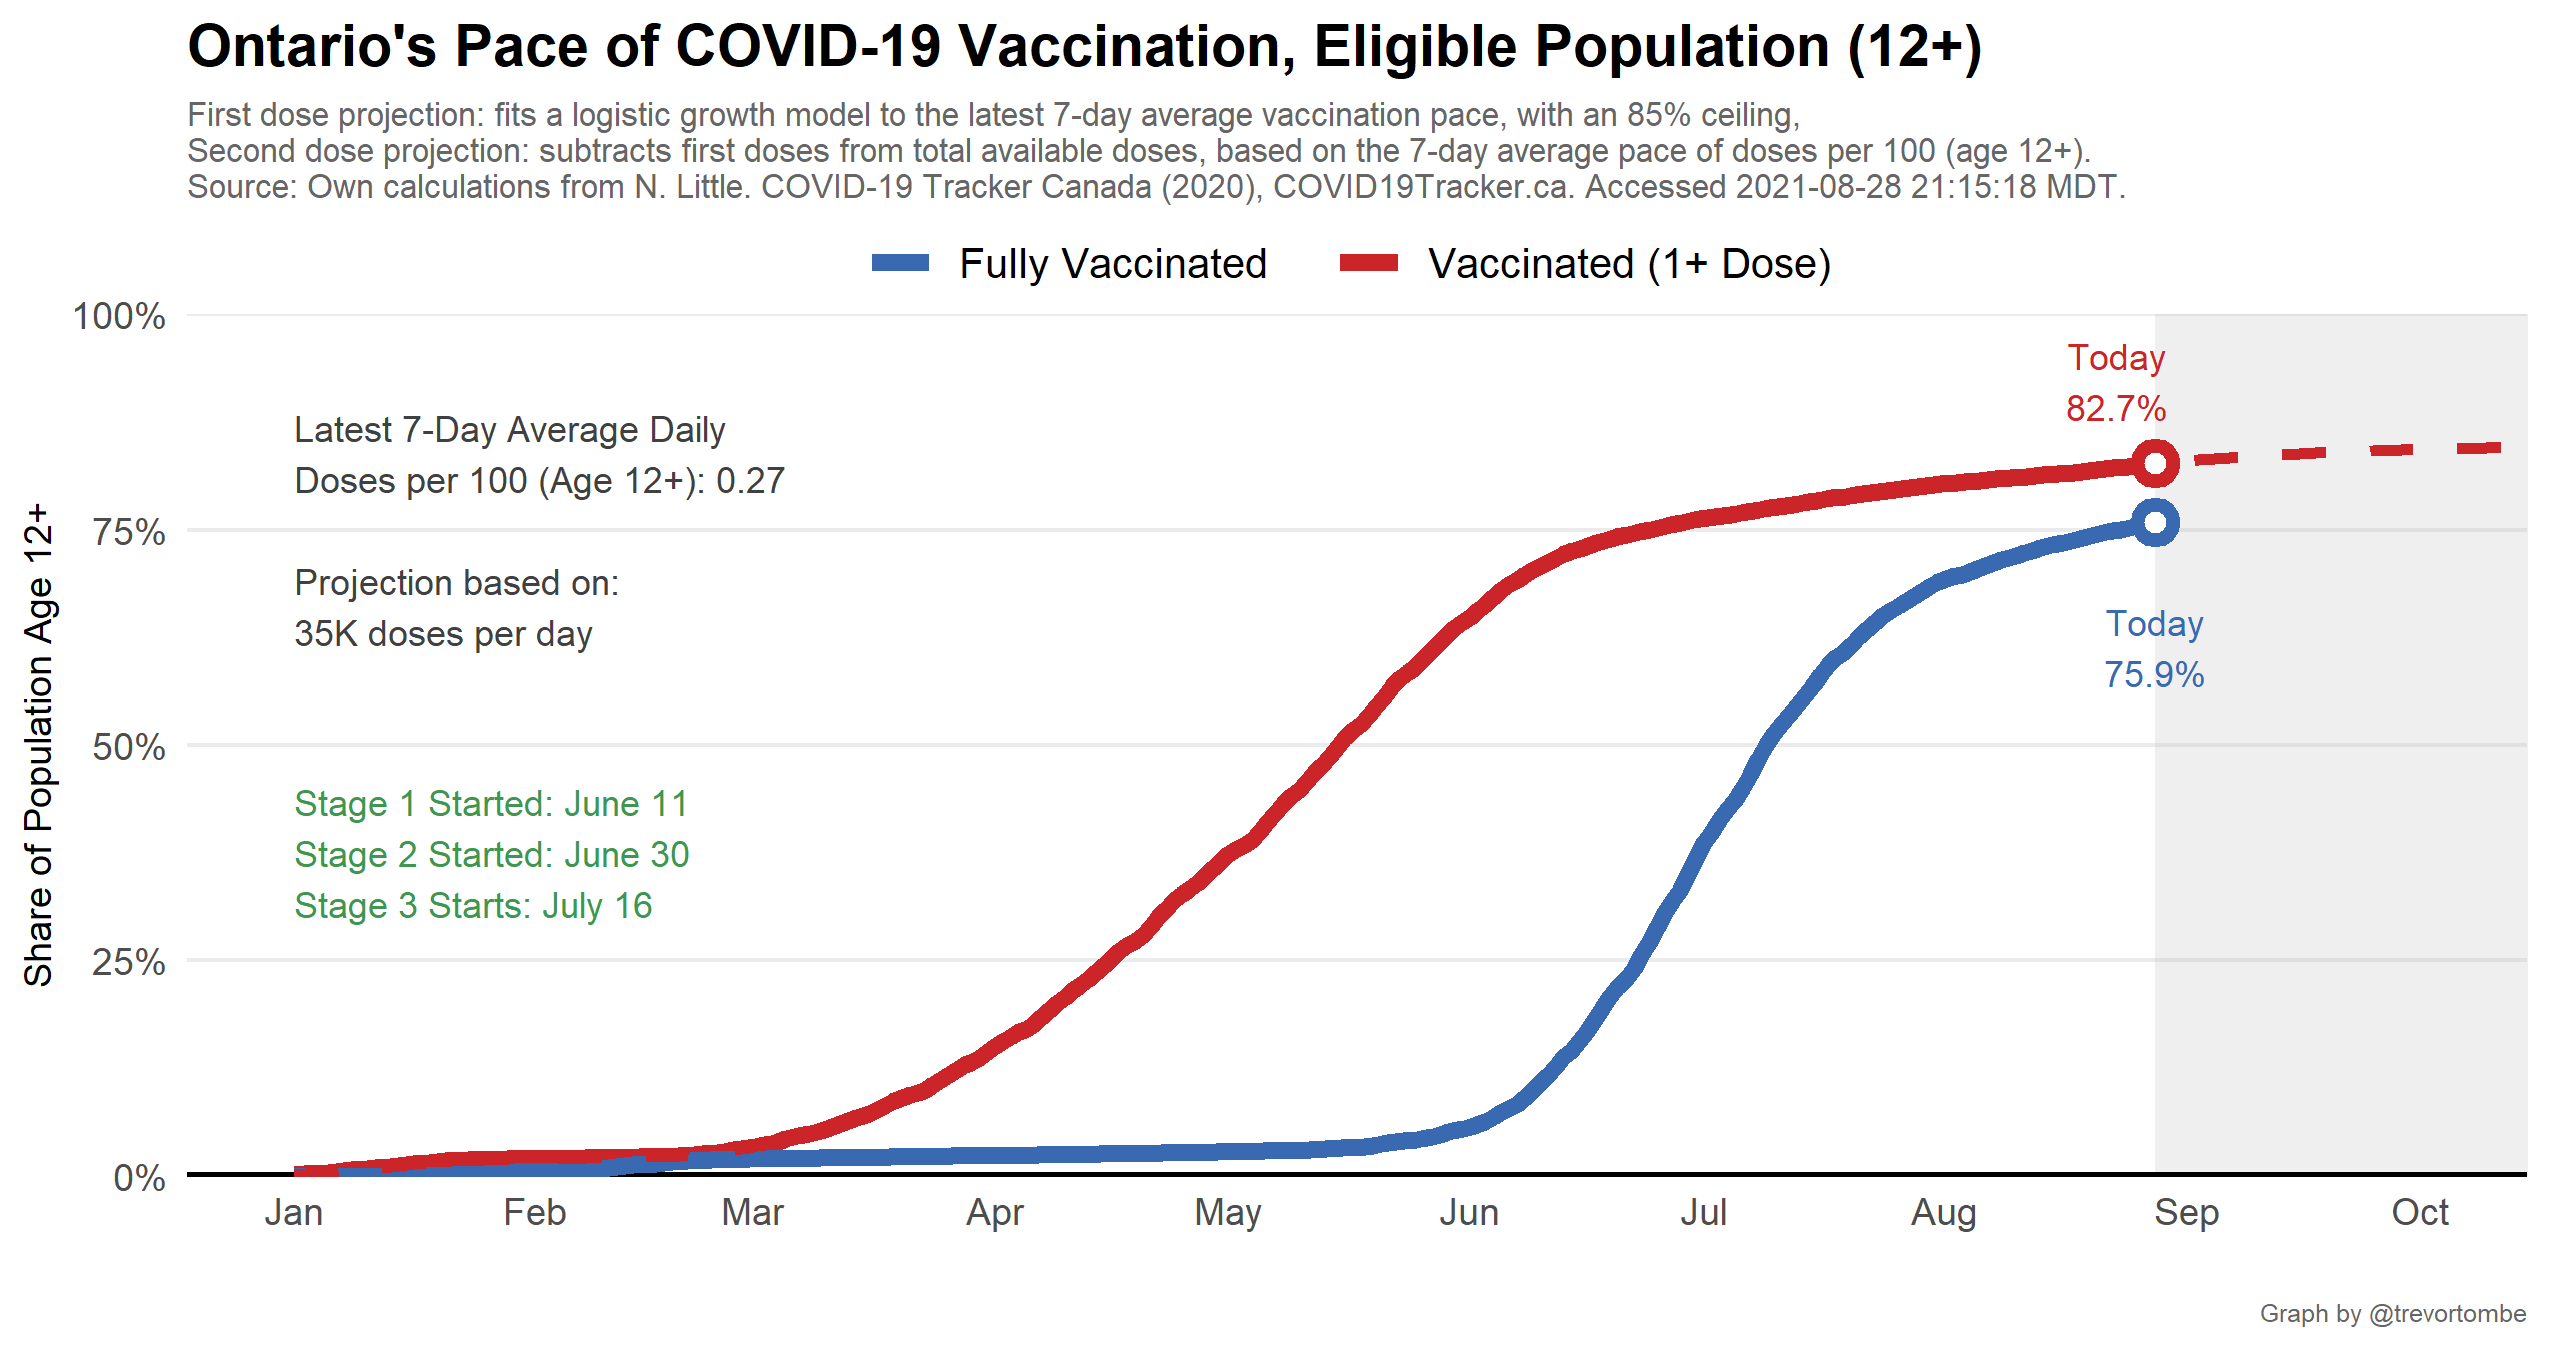 Ontario's Pace of COVID-19 Vaccination, Eligible Population (12+)
First dose projection: fits a logistic growth model to the latest 7-day average vaccination pace, with an 85% ceiling,
Second dose projection: subtracts first doses from total available doses, based on the 7-day average pace of doses per 100 (age 12+).
Source: Own calculations from N. Little. COVID-19 Tracker Canada (2020), COVID19Tracker.ca. Accessed 2021-08-28 21:15:18 MDT.
Fully Vaccinated
Vaccinated (1+ Dose)
Share of Population Age 12+
100%
75%
50%
25%
0%
Latest 7-Day Average Daily
Doses per 100 (Age 12+): 0.27
Projection based on:
35K doses per day
Stage 1 Started: June 11
Stage 2 Started: June 30
Stage 3 Starts: July 16
Today
82.7%
Today
75.9%
Jan Feb Mar Apr May Jun Jul Aug Sep Oct
Graph by @trevortombe